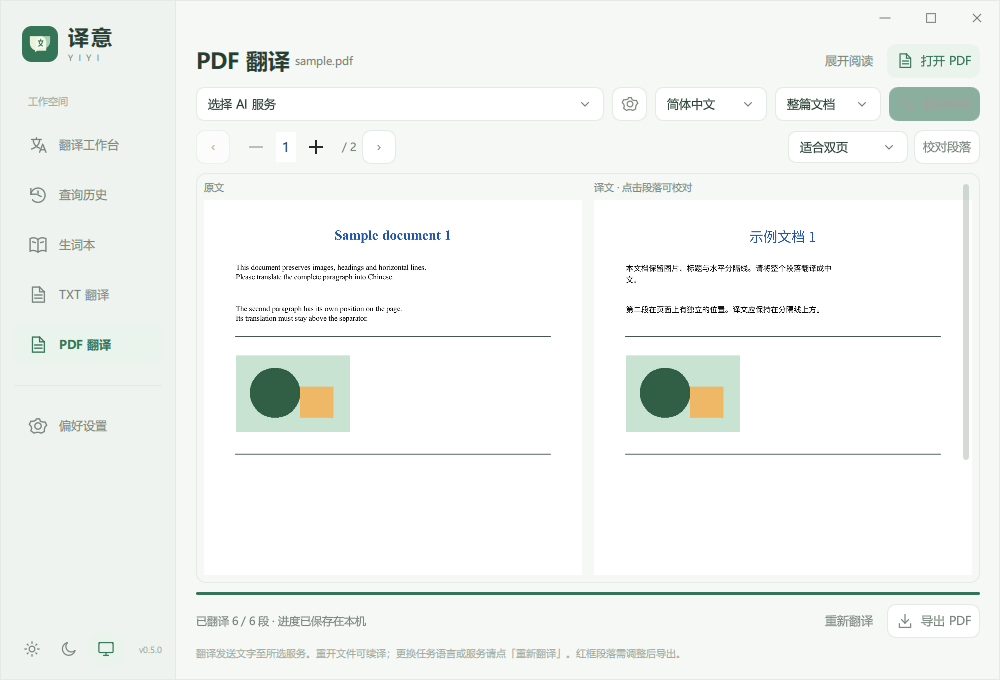 译意
YIYI
工作空间
翻译工作台
查询历史
生词本
TXT 翻译
PDF 翻译
偏好设置
v0.5.0
PDF 翻译 sample.pdf
展开阅读
打开 PDF
选择 AI 服务
简体中文
整篇文档
1
/ 2
适合双页
校对段落
原文
Sample document 1
This document preserves images, headings and horizontal lines.
Please translate the complete paragraph into Chinese
The second paragraph has its own position on the page.
Its translation must stay above the separator.
译文 · 点击段落可校对
示例文档 1
本文档保留图片、标题与水平分隔线。请将整个段落翻译成中
文。
第二段在页面上有独立的位置。译文应保持在分隔线上方。
已翻译 6 / 6 段 · 进度已保存在本机
重新翻译
导出 PDF
翻译发送文字至所选服务。重开文件可续译；更换任务语言或服务请点「重新翻译」。红框段落需调整后导出。